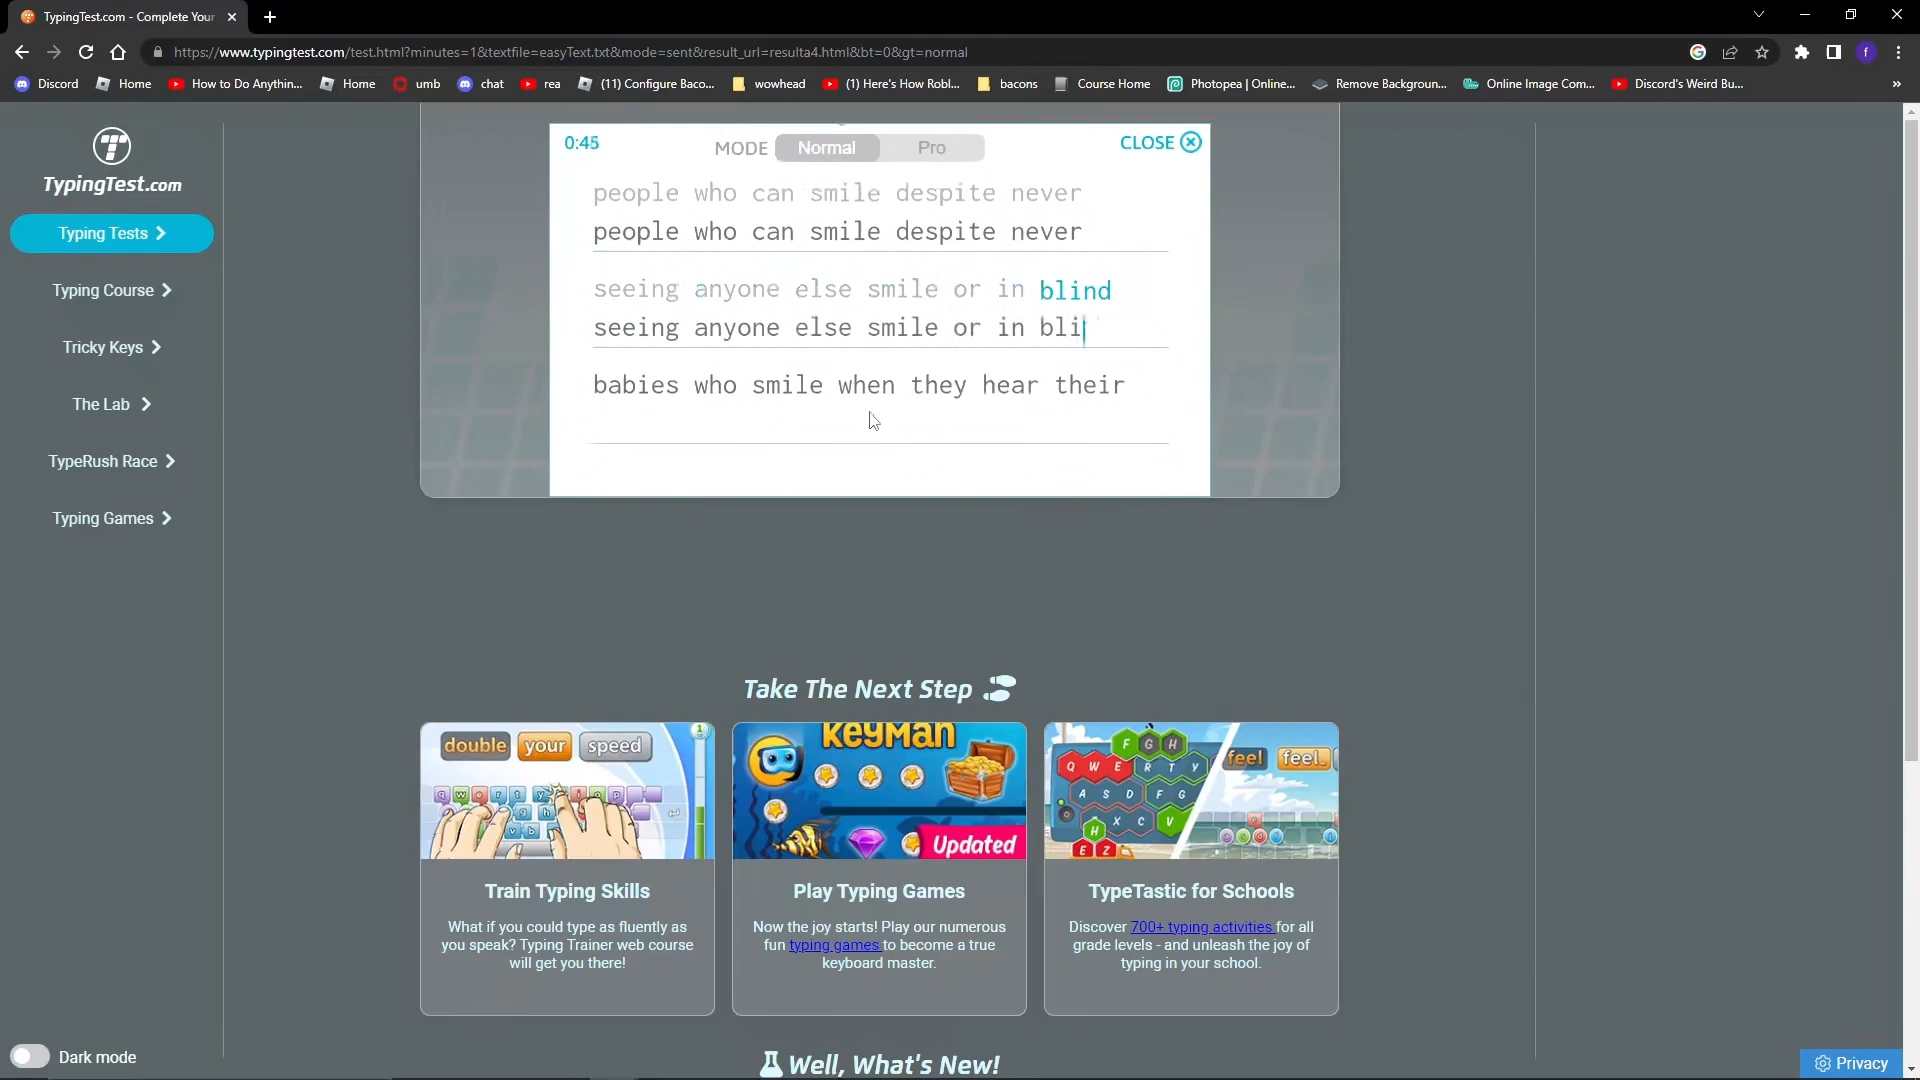 TypingTest.com - Complete Your
https://www.typingtest.com/test.html?minutes=1&textfile=easyText.txt&mode=sent&result_url=resulta4.html&bt=0&gt=normal
f
Discord
Home
How to Do Anythin...
Home
umb
chat
rea
(11) Configure Baco...
wowhead
(1) Here's How Robl...
bacons
Course Home
Photopea | Online...
Remove Backgroun...
Online Image Com...
Discord's Weird Bu...
»
TypingTest.com
Typing Tests
Typing Course
Tricky Keys
The Lab
TypeRush Race
Typing Games
Dark mode
0:45
MODE Normal Pro
CLOSE
people who can smile despite never
people who can smile despite never
seeing anyone else smile or in blind
seeing anyone else smile or in bli
babies who smile when they hear their
Take The Next Step
double your speed
Train Typing Skills
What if you could type as fluently as
you speak? Typing Trainer web course
will get you there!
KeyMan
Updated
Play Typing Games
Now the joy starts! Play our numerous
fun typing games to become a true
keyboard master.
F G H
Q W E R T Y
A S D F G
X C V
H
E Z
feel feel
TypeTastic for Schools
Discover 700+ typing activities for all
grade levels - and unleash the joy of
typing in your school.
Well, What's New!
Privacy